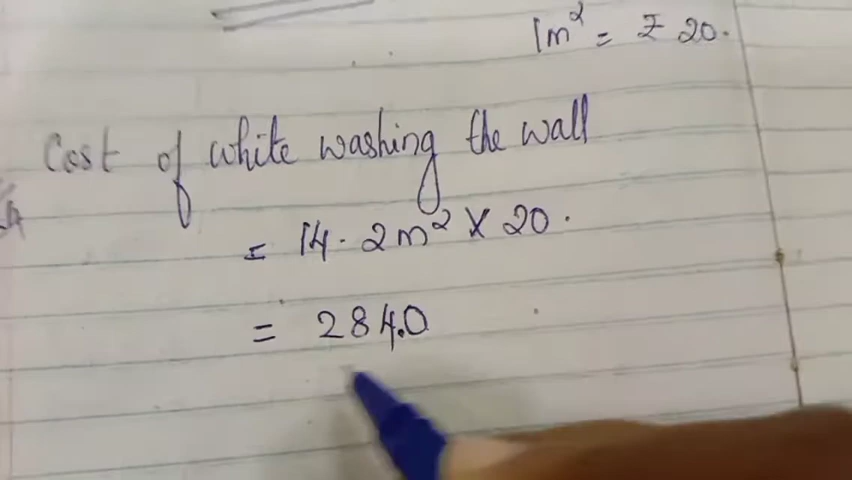 1m² = ₹ 20.
Cost of white washing the wall
= 14.2m² × 20.
= 284.0